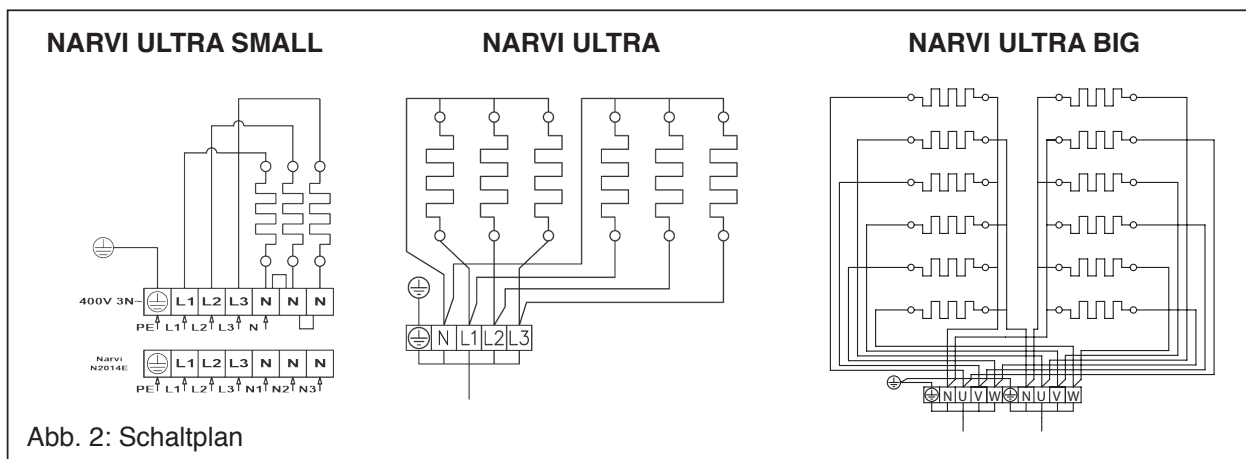 NARVI ULTRA SMALL
NARVI ULTRA
NARVI ULTRA BIG
400V 3N~
L1 L2 L3 N N N
PE L1 L2 L3 N
Narvi
N2014E
L1 L2 L3 N N N
PE L1 L2 L3 N1 N2 N3
N L1 L2 L3
N U V W N U V W
Abb. 2: Schaltplan